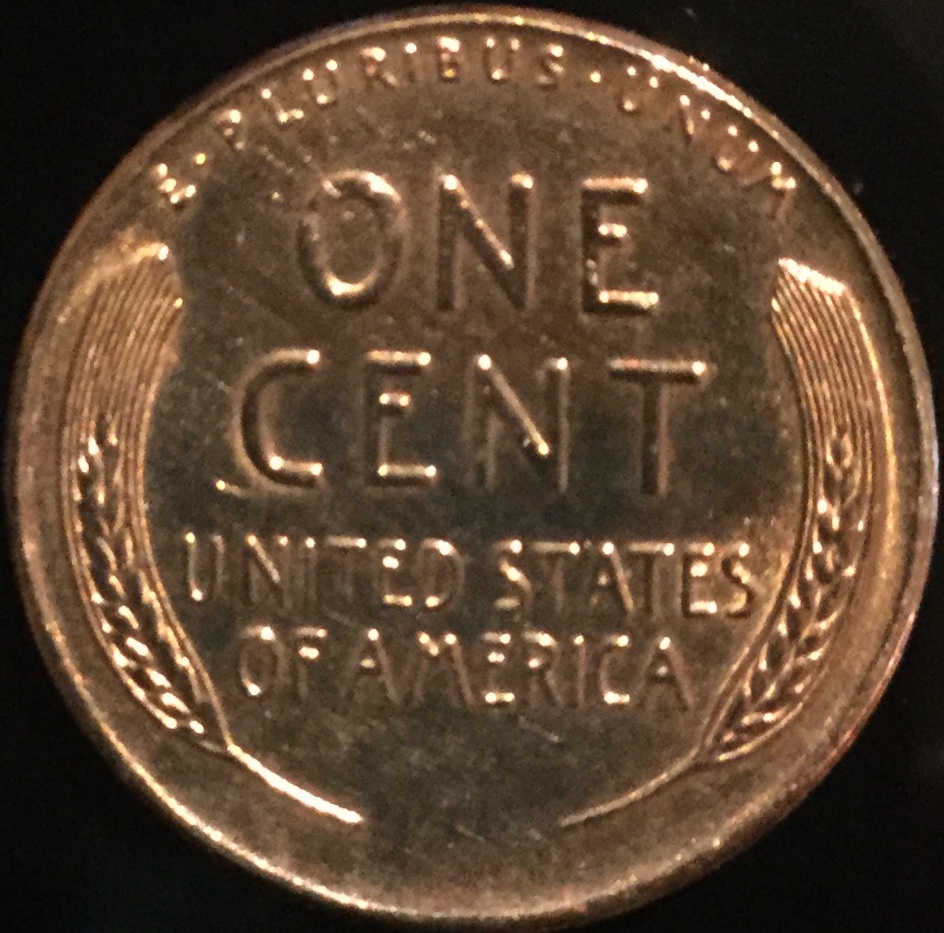 E·PLURIBUS·UNUM
ONE
CENT
UNITED STATES
OF AMERICA